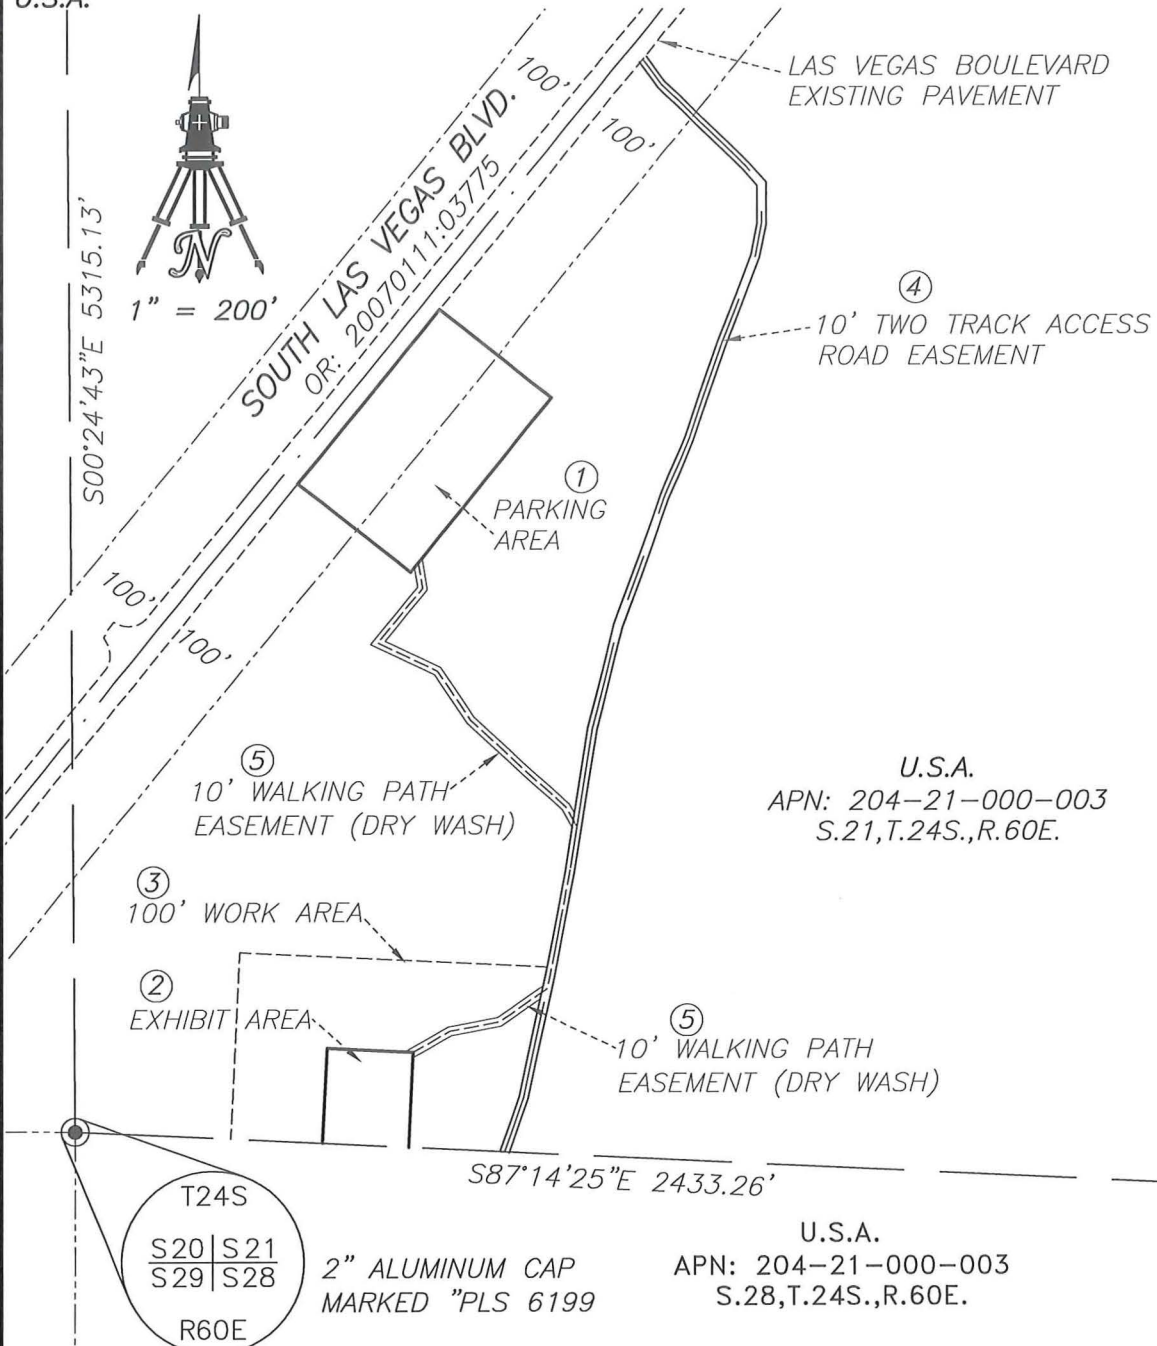 U.S.A.
LAS VEGAS BOULEVARD
EXISTING PAVEMENT
100'
100'
SOUTH LAS VEGAS BLVD.
OR: 20070111:03775
S00°24'43"E 5315.13'
N
1" = 200'
4
10' TWO TRACK ACCESS
ROAD EASEMENT
1
PARKING
AREA
100'
100'
5
10' WALKING PATH
EASEMENT (DRY WASH)
U.S.A.
APN: 204-21-000-003
S.21,T.24S.,R.60E.
3
100' WORK AREA
2
EXHIBIT AREA
5
10' WALKING PATH
EASEMENT (DRY WASH)
S87°14'25"E 2433.26'
T24S
S20 S21
S29 S28
R60E
2" ALUMINUM CAP
MARKED "PLS 6199
U.S.A.
APN: 204-21-000-003
S.28,T.24S.,R.60E.